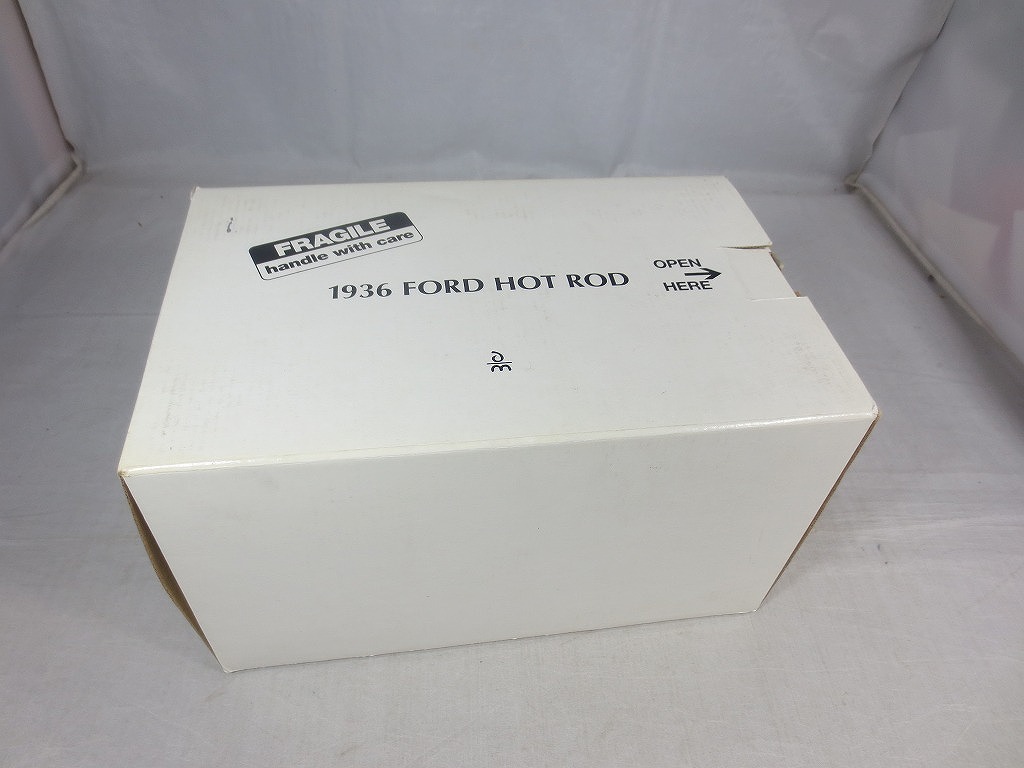 FRAGILE
handle with care
1936 FORD HOT ROD
OPEN
HERE